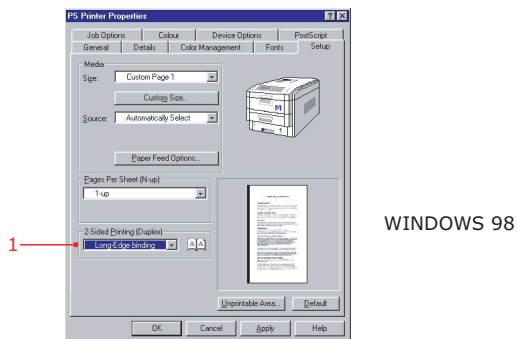 PS Printer Properties
Job Options Colour Device Options PostScript
General Details Color Management Fonts Setup
Media
Size: Custom Page 1
Custom Size...
Source: Automatically Select
M
1
Paper Feed Options...
Pages Per Sheet (N-up)
1-up
2-Sided Printing (Duplex)
1
Long-Edge binding
A A
WINDOWS 98
Unprintable Area... Default
OK Cancel Apply Help